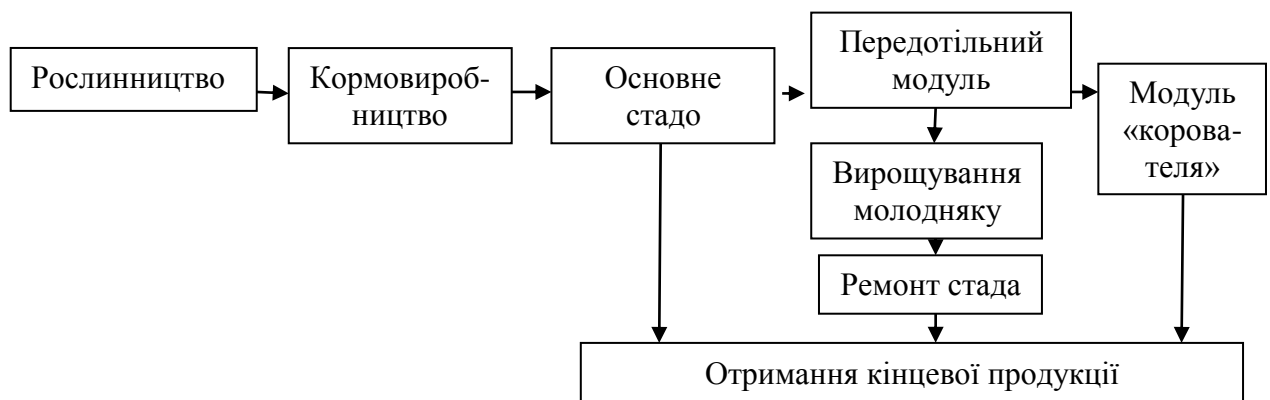 Рослинництво
Кормовироб-
ництво
Основне
стадо
Передотільний
модуль
Модуль
«корова-
теля»
Вирощування
молодняку
Ремонт стада
Отримання кінцевої продукції